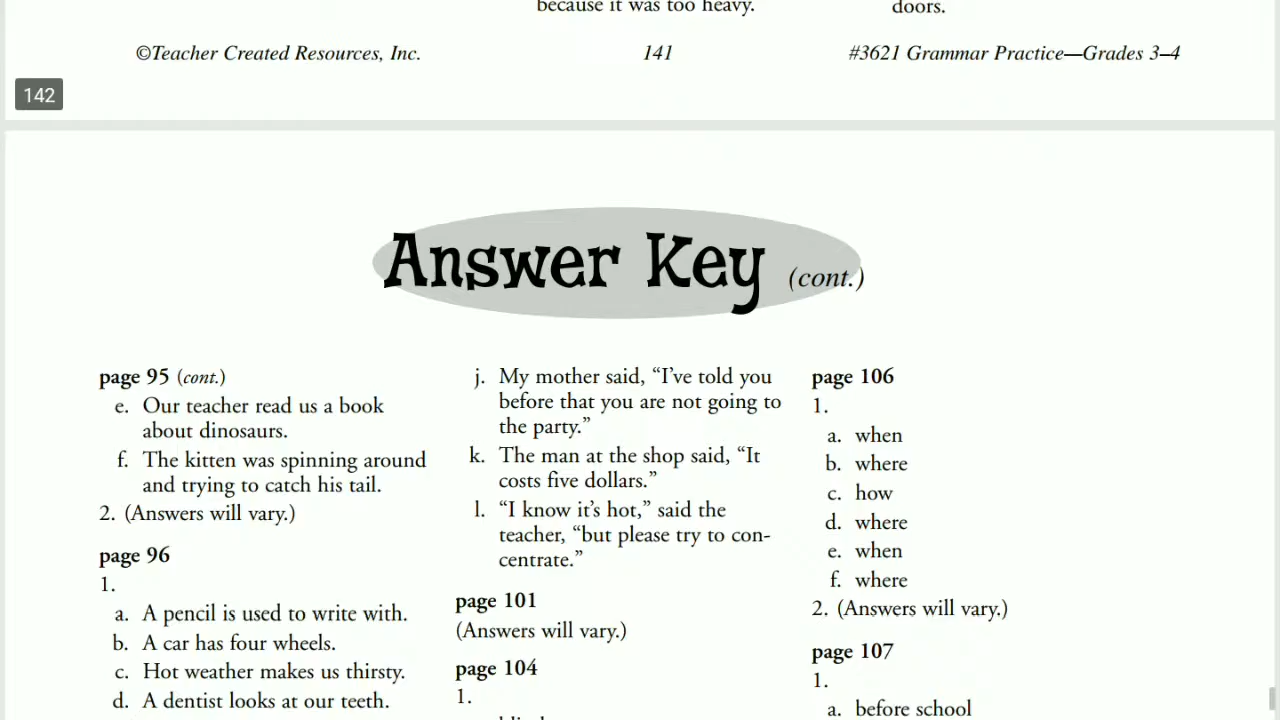 because it was too heavy.
doors.
©Teacher Created Resources, Inc.
141
#3621 Grammar Practice—Grades 3–4
142
Answer Key (cont.)
page 95 (cont.)
e. Our teacher read us a book
about dinosaurs.
f. The kitten was spinning around
and trying to catch his tail.
2. (Answers will vary.)
page 96
1.
a. A pencil is used to write with.
b. A car has four wheels.
c. Hot weather makes us thirsty.
d. A dentist looks at our teeth.
j. My mother said, “I’ve told you
before that you are not going to
the party.”
k. The man at the shop said, “It
costs five dollars.”
l. “I know it’s hot,” said the
teacher, “but please try to con-
centrate.”
page 101
(Answers will vary.)
page 104
1.
page 106
1.
a. when
b. where
c. how
d. where
e. when
f. where
2. (Answers will vary.)
page 107
1.
a. before school